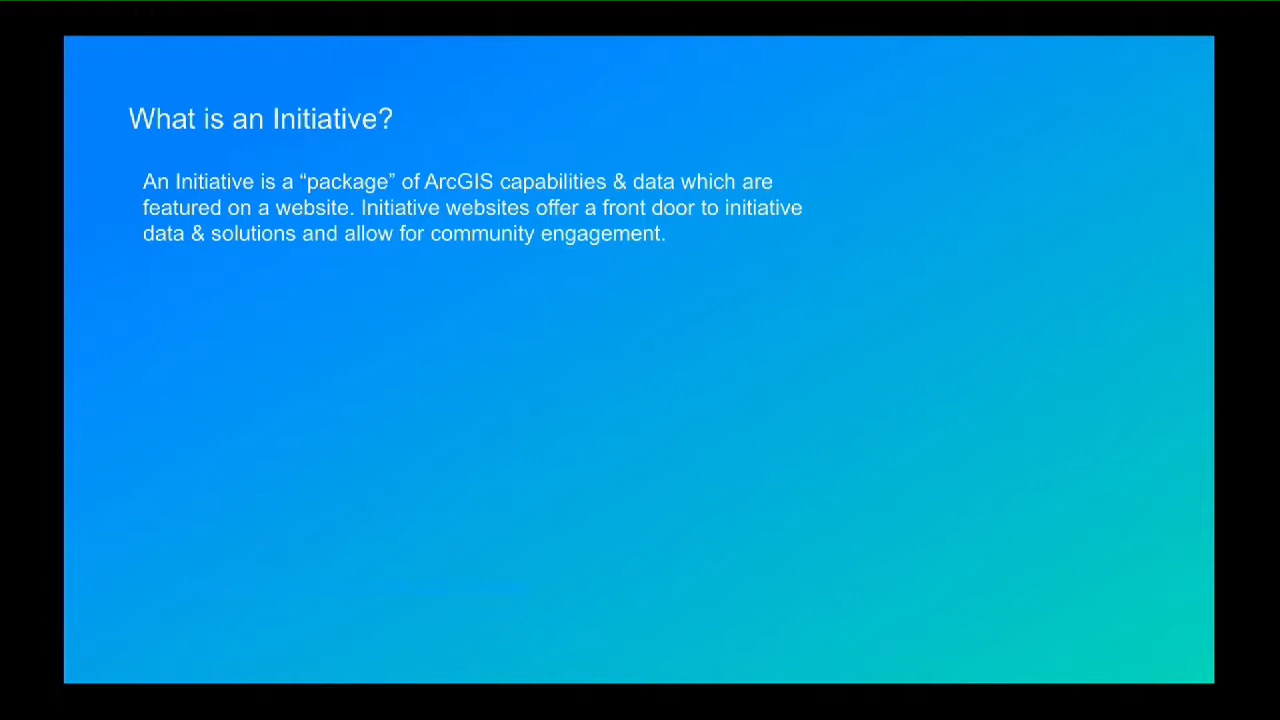 What is an Initiative?
An Initiative is a “package” of ArcGIS capabilities & data which are
featured on a website. Initiative websites offer a front door to initiative
data & solutions and allow for community engagement.